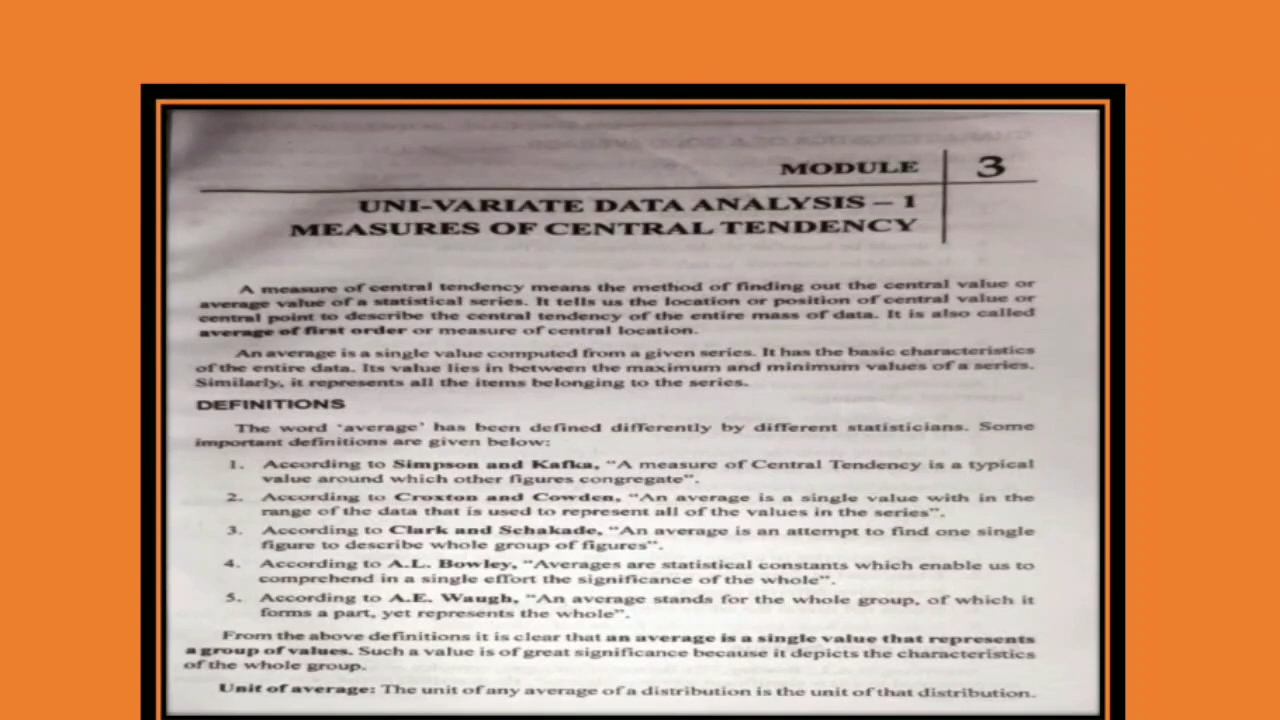 MODULE 3
UNI-VARIATE DATA ANALYSIS – 1
MEASURES OF CENTRAL TENDENCY
A measure of central tendency means the method of finding out the central value or
average value of a statistical series. It tells us the location or position of central value or
central point to describe the central tendency of the entire mass of data. It is also called
average of first order or measure of central location.
An average is a single value computed from a given series. It has the basic characteristics
of the entire data. Its value lies in between the maximum and minimum values of a series.
Similarly, it represents all the items belonging to the series.
DEFINITIONS
The word ‘average’ has been defined differently by different statisticians. Some
important definitions are given below:
1. According to Simpson and Kafka, “A measure of Central Tendency is a typical
value around which other figures congregate”.
2. According to Croxton and Cowden, “An average is a single value with in the
range of the data that is used to represent all of the values in the series”.
3. According to Clark and Schakade, “An average is an attempt to find one single
figure to describe whole group of figures”.
4. According to A.L. Bowley, “Averages are statistical constants which enable us to
comprehend in a single effort the significance of the whole”.
5. According to A.E. Waugh, “An average stands for the whole group, of which it
forms a part, yet represents the whole”.
From the above definitions it is clear that an average is a single value that represents
a group of values. Such a value is of great significance because it depicts the characteristics
of the whole group.
Unit of average: The unit of any average of a distribution is the unit of that distribution.